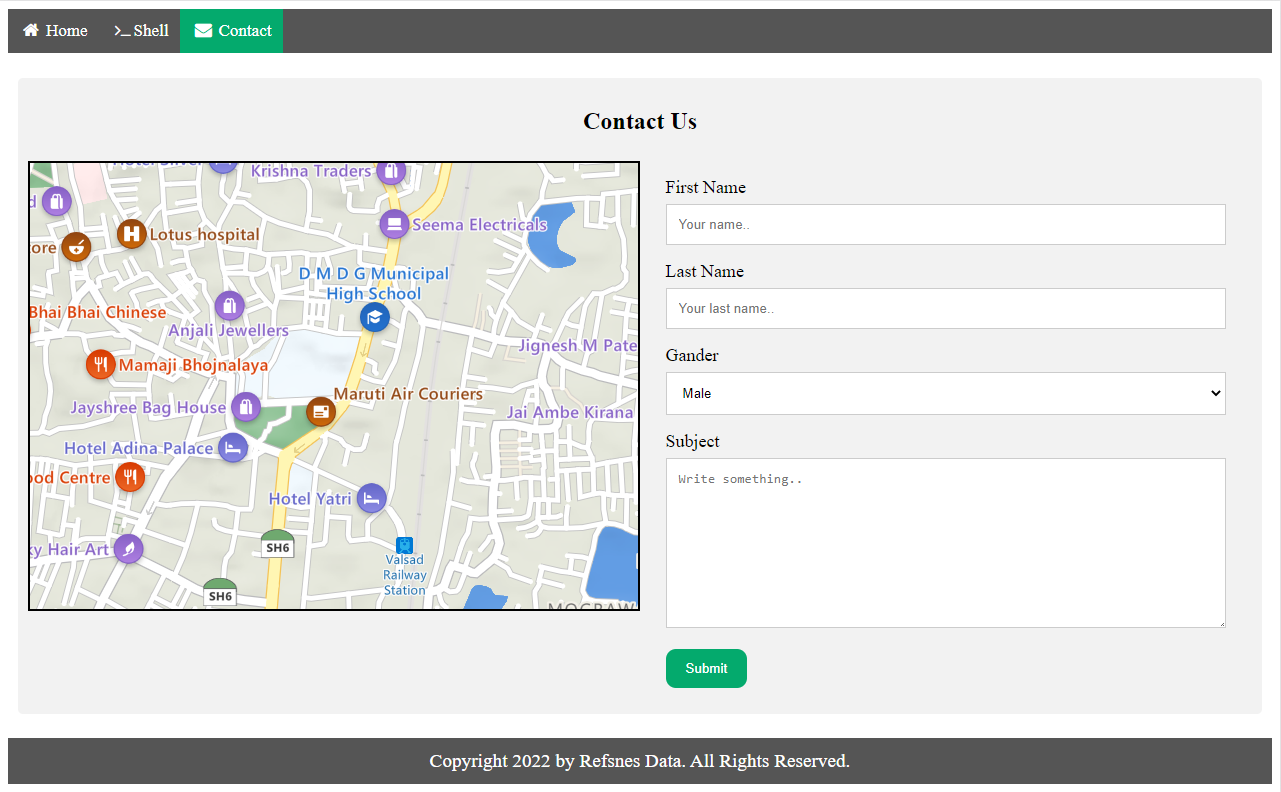 Home
Shell
Contact
Contact Us
Krishna Traders
Seema Electricals
Lotus hospital
D M D G Municipal
High School
Bhai Bhai Chinese
Anjali Jewellers
Jignesh M Pate
Mamaji Bhojnalaya
Maruti Air Couriers
Jayshree Bag House
Jai Ambe Kirana
Hotel Adina Palace
ood Centre
Hotel Yatri
SH6
ky Hair Art
Valsad
Railway
Station
SH6
First Name
Your name..
Last Name
Your last name..
Gander
Male
Subject
Write something..
Submit
Copyright 2022 by Refsnes Data. All Rights Reserved.